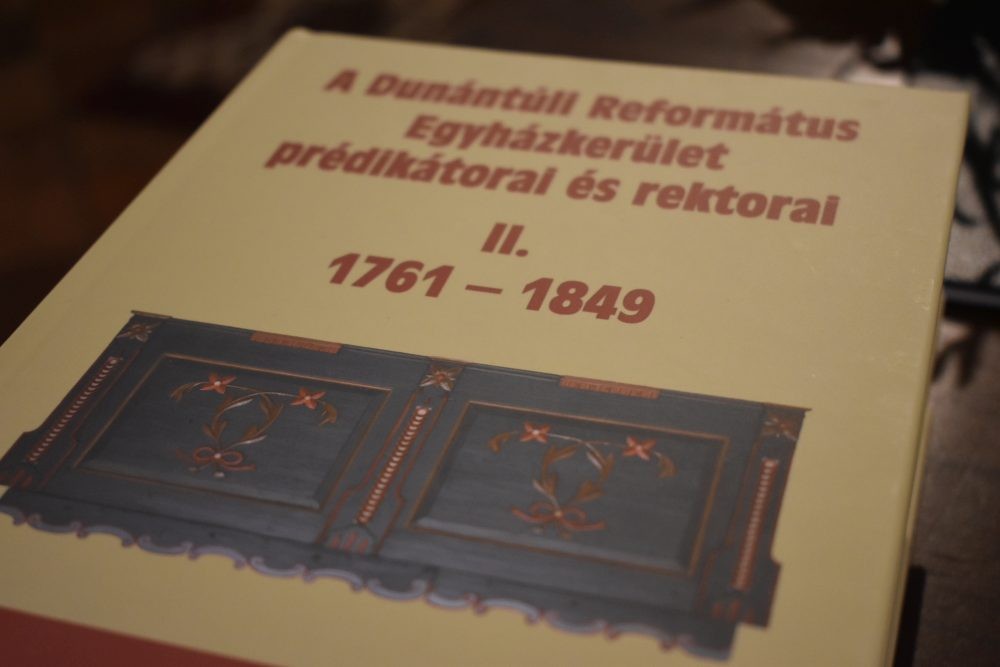 A Dunántúli Református
Egyházkerület
prédikátorai és rektorai
II.
1761 – 1849